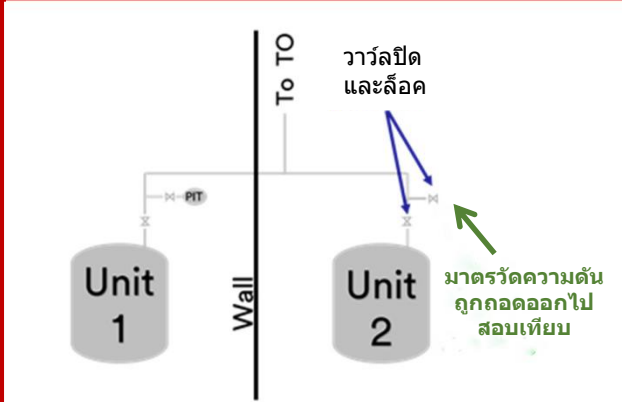 To TO
วาว์ลปิด
และล็อค
PIT
Unit
1
Wall
Unit
2
มาตรวัดความดัน
ถูกถอดออกไป
สอบเทียบ